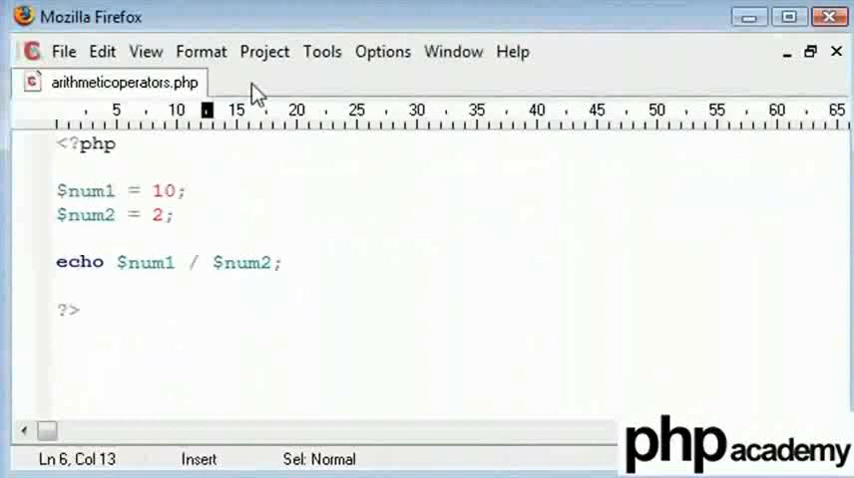 Mozilla Firefox
File Edit View Format Project Tools Options Window Help
arithmeticoperators.php
5 10 15 20 25 30 35 40 45 50 55 60 65
<?php
$num1 = 10;
$num2 = 2;
echo $num1 / $num2;
?>
Ln 6, Col 13 Insert Sel: Normal
php academy